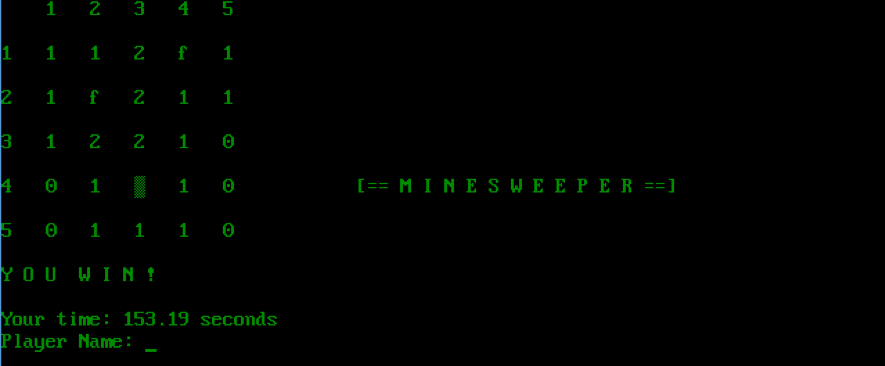 1 2 3 4 5
1 1 1 2 f 1
2 1 f 2 1 1
3 1 2 2 1 0
4 0 1 ▒ 1 0 [== M I N E S W E E P E R ==]
5 0 1 1 1 0
Y O U W I N !
Your time: 153.19 seconds
Player Name: _